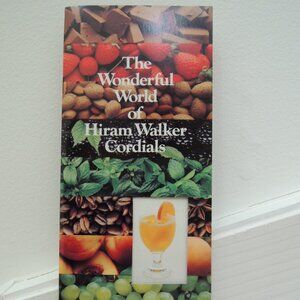 The
Wonderful
World
of
Hiram Walker
Cordials